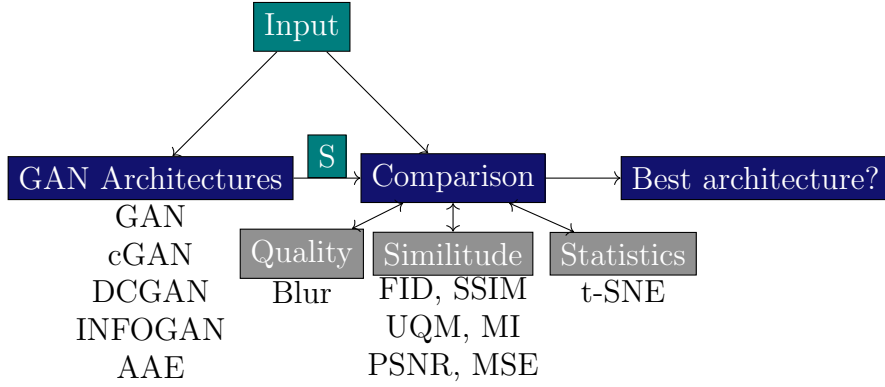 Input
S
GAN Architectures
Comparison
Best architecture?
GAN
cGAN
DCGAN
INFOGAN
AAE
Quality
Blur
Similitude
FID, SSIM
UQM, MI
PSNR, MSE
Statistics
t-SNE